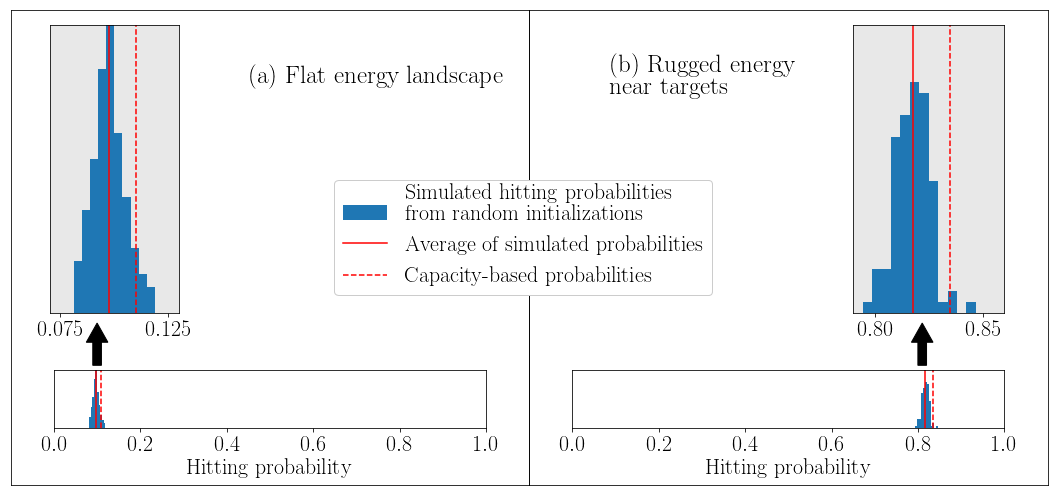 (a) Flat energy landscape
0.075 0.125
0.0 0.2 0.4 0.6 0.8 1.0
Hitting probability
Simulated hitting probabilities
from random initializations
Average of simulated probabilities
Capacity-based probabilities
(b) Rugged energy
near targets
0.80 0.85
0.0 0.2 0.4 0.6 0.8 1.0
Hitting probability